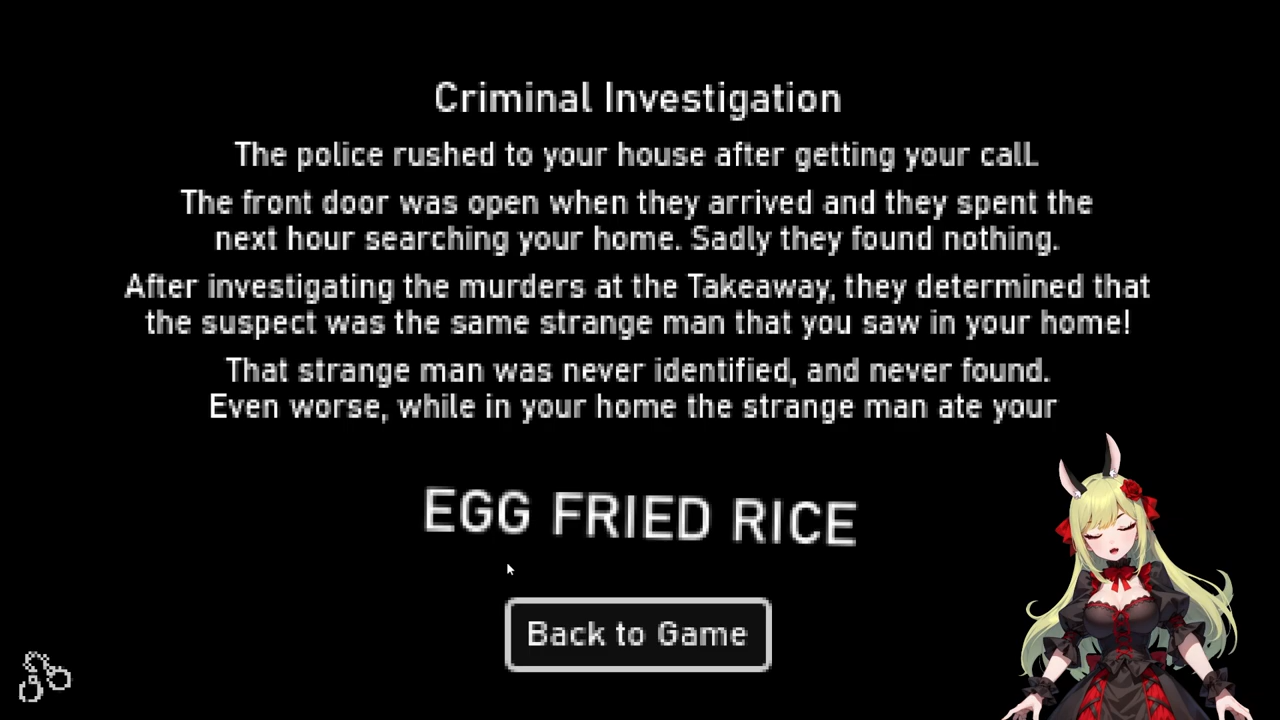 Criminal Investigation
The police rushed to your house after getting your call.
The front door was open when they arrived and they spent the
next hour searching your home. Sadly they found nothing.
After investigating the murders at the Takeaway, they determined that
the suspect was the same strange man that you saw in your home!
That strange man was never identified, and never found.
Even worse, while in your home the strange man ate your
EGG FRIED RICE
Back to Game